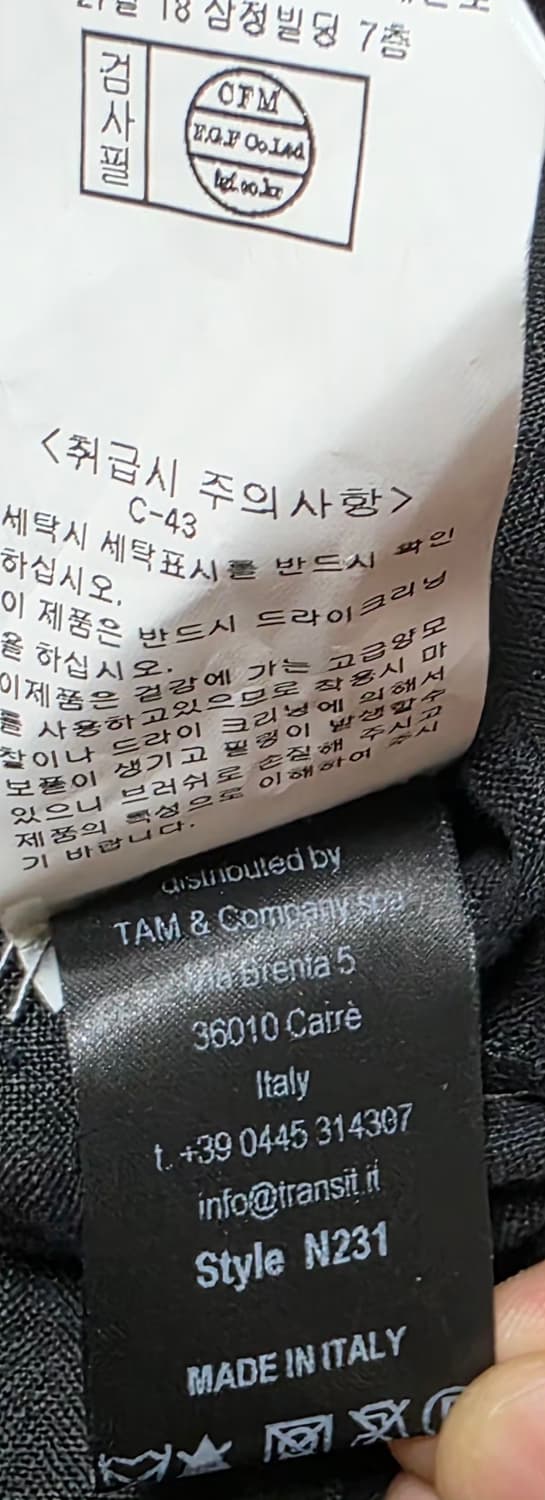 18 삼정빌딩 7층
검사필
CFM
F.G.F Co.Ltd
<취급시 주의사항>
C-43
세탁시 세탁표시를 반드시 확인
하십시오.
이 제품은 반드시 드라이크리닝
을 하십시오.
이제품은 겉감에 가는 고급양모
를 사용하고있으므로 착용시 마
찰이나 드라이 크리닝에 의해서
보풀이 생기고 필링이 발생할수
있으니 브러쉬로 손질해 주시고
제품의 특성으로 이해하여 주시
기 바랍니다.
distributed by
TAM & Company spa
Via Brenta 5
36010 Carrè
Italy
t. +39 0445 314307
info@transit.it
Style N231
MADE IN ITALY